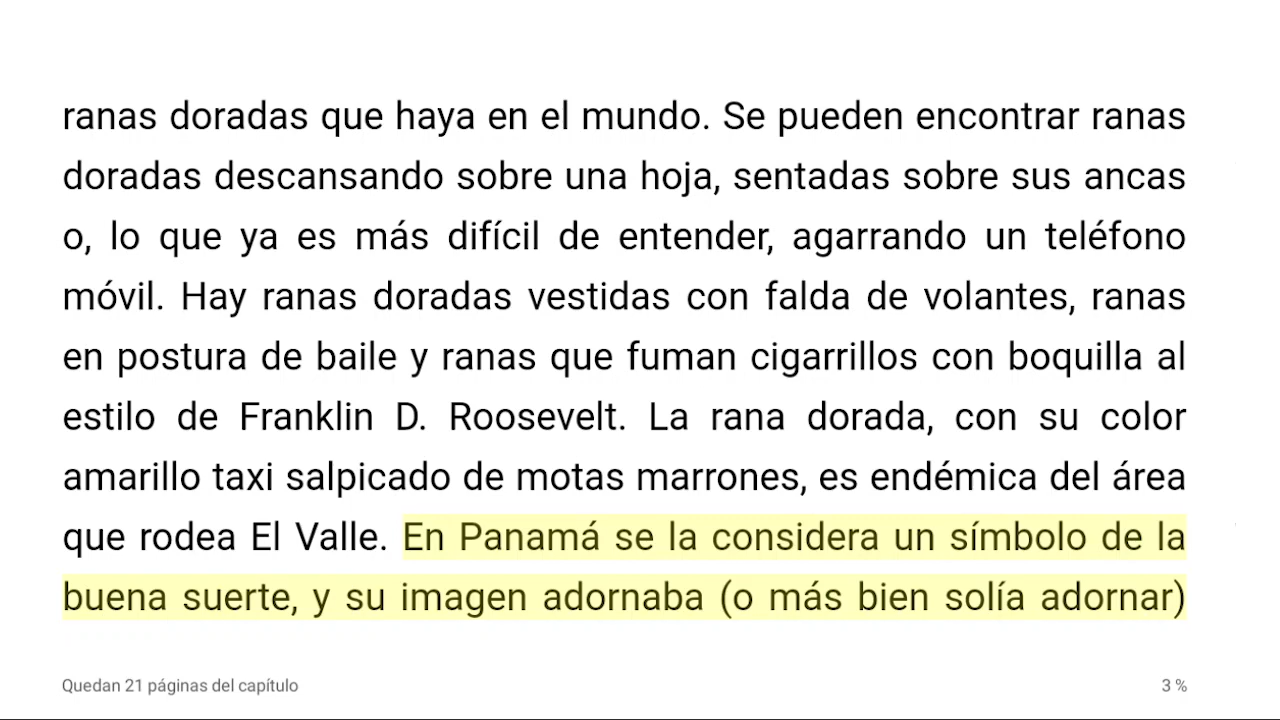 ranas doradas que haya en el mundo. Se pueden encontrar ranas
doradas descansando sobre una hoja, sentadas sobre sus ancas
o, lo que ya es más difícil de entender, agarrando un teléfono
móvil. Hay ranas doradas vestidas con falda de volantes, ranas
en postura de baile y ranas que fuman cigarrillos con boquilla al
estilo de Franklin D. Roosevelt. La rana dorada, con su color
amarillo taxi salpicado de motas marrones, es endémica del área
que rodea El Valle. En Panamá se la considera un símbolo de la
buena suerte, y su imagen adornaba (o más bien solía adornar)
Quedan 21 páginas del capítulo
3 %